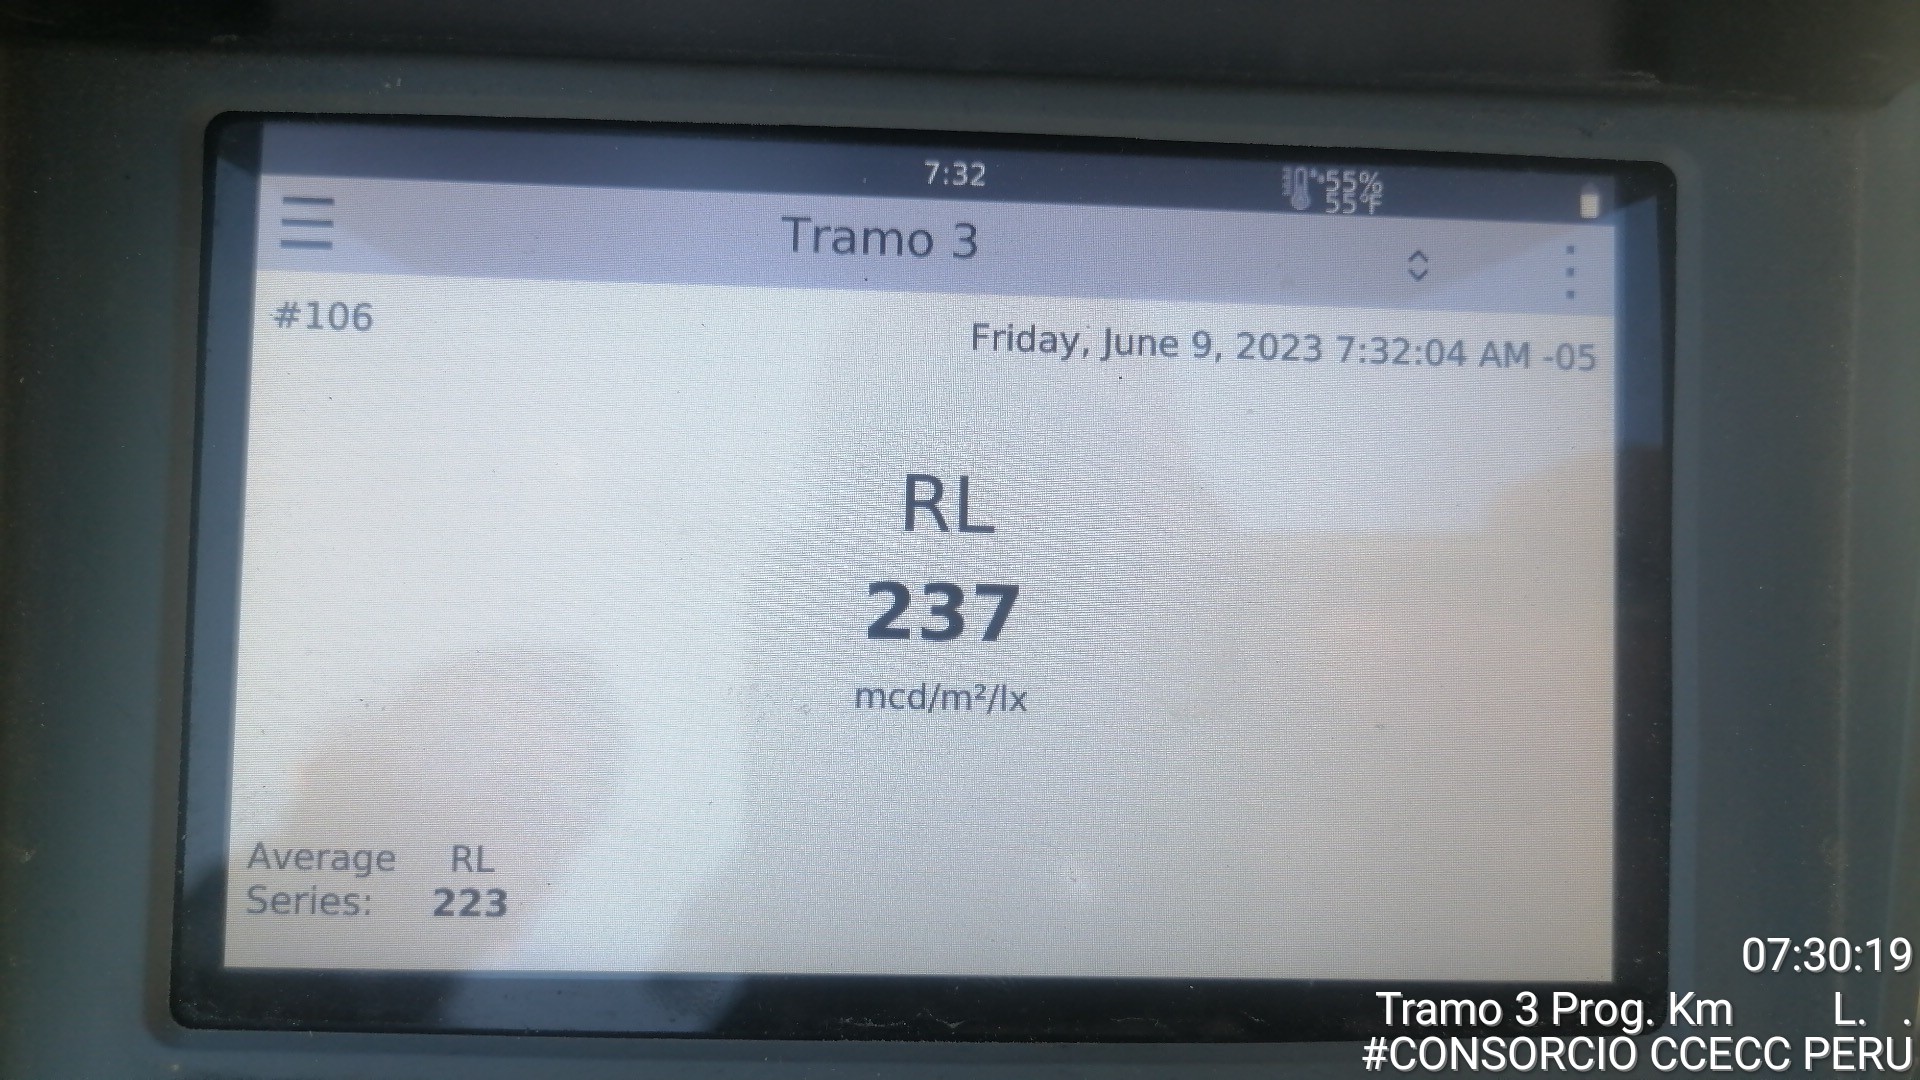 7:32
55%
55°F
Tramo 3
#106
Friday, June 9, 2023 7:32:04 AM -05
RL
237
mcd/m²/lx
Average RL
Series: 223
07:30:19
Tramo 3 Prog. Km L. .
#CONSORCIO CCECC PERU